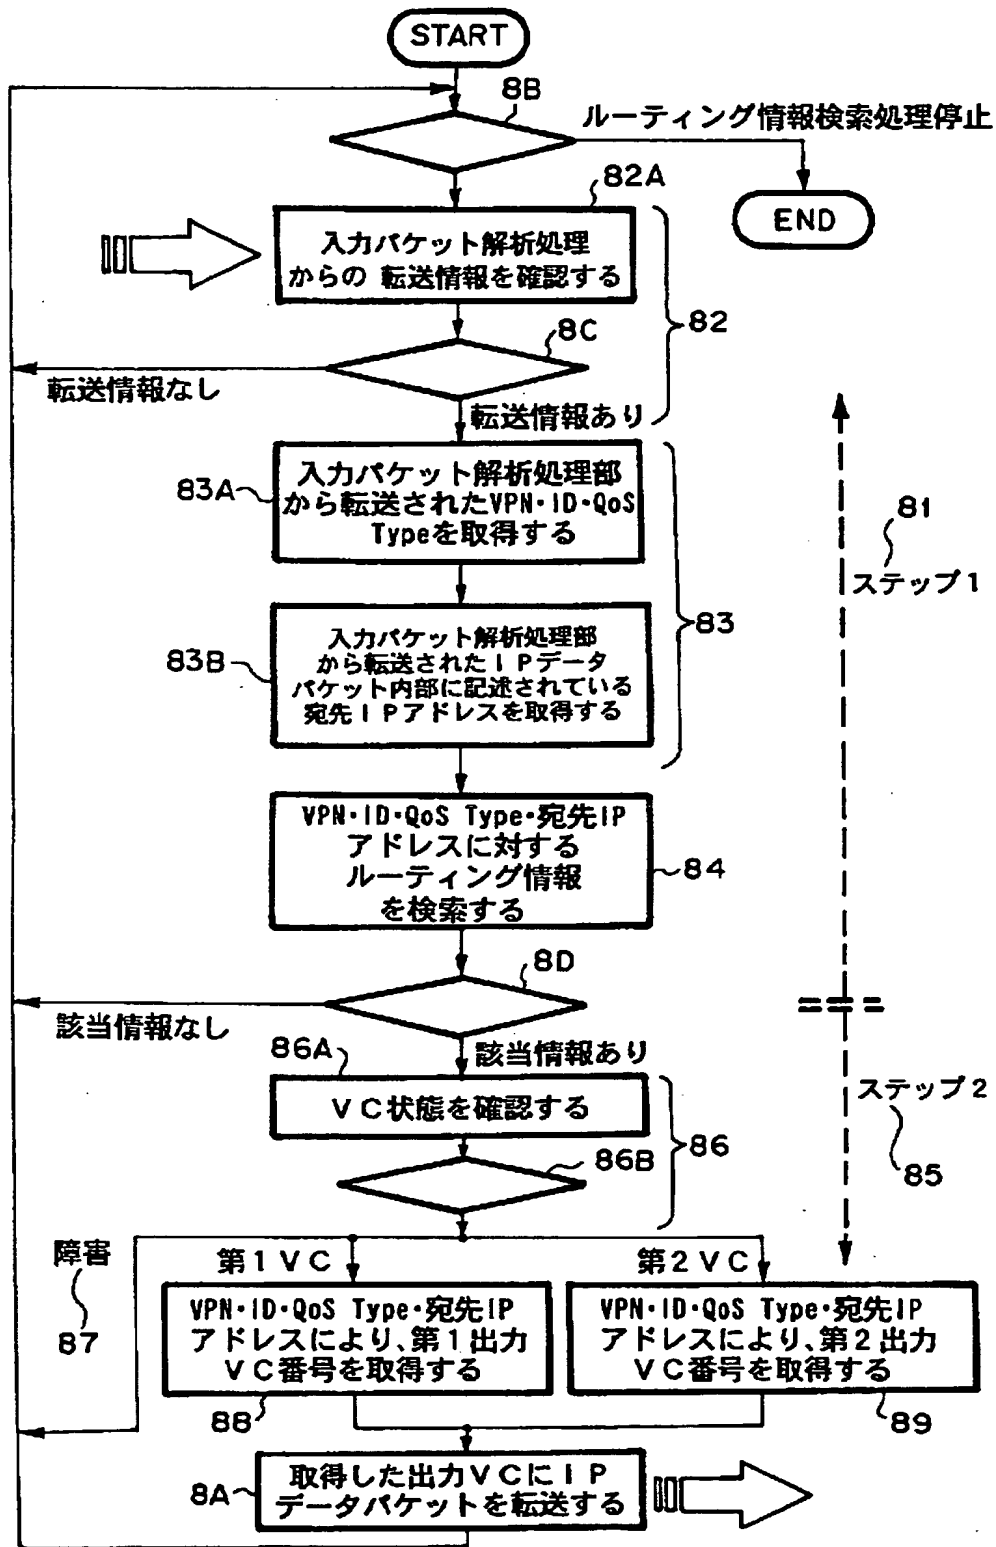 START
8B
ルーティング情報検索処理停止
END
82A
入力パケット解析処理
からの 転送情報を確認する
82
8C
転送情報なし
転送情報あり
83A
入力パケット解析処理部
から転送されたVPN・ID・QoS
Typeを取得する
81
ステップ1
83
83B
入力パケット解析処理部
から転送されたIPデータ
パケット内部に記述されている
宛先IPアドレスを取得する
VPN・ID・QoS Type・宛先IP
アドレスに対する
ルーティング情報
を検索する
84
8D
該当情報なし
該当情報あり
86A
VC状態を確認する
ステップ2
86
86B
85
障害
87
第1VC
第2VC
VPN・ID・QoS Type・宛先IP
アドレスにより、第1出力
VC番号を取得する
88
VPN・ID・QoS Type・宛先IP
アドレスにより、第2出力
VC番号を取得する
89
8A
取得した出力VCにIP
データパケットを転送する